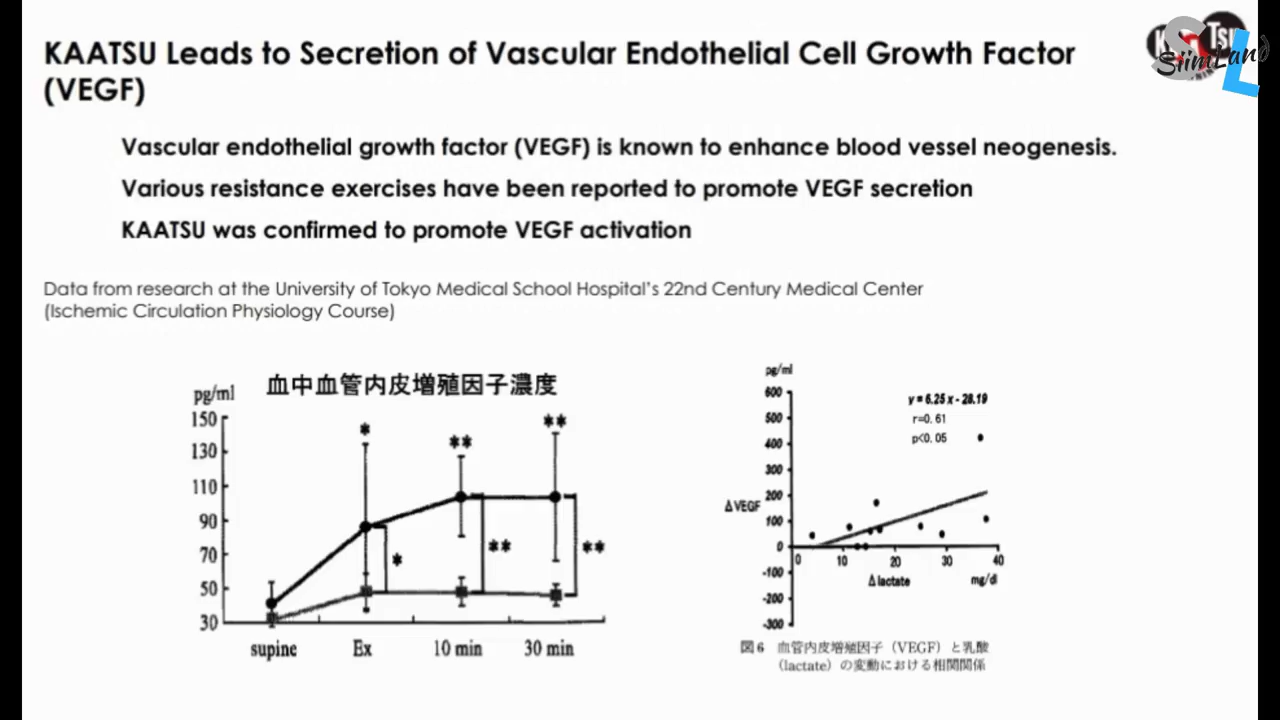 KAATSU Leads to Secretion of Vascular Endothelial Cell Growth Factor
(VEGF)
SiimLand
Vascular endothelial growth factor (VEGF) is known to enhance blood vessel neogenesis.
Various resistance exercises have been reported to promote VEGF secretion
KAATSU was confirmed to promote VEGF activation
Data from research at the University of Tokyo Medical School Hospital's 22nd Century Medical Center
(Ischemic Circulation Physiology Course)
血中血管内皮増殖因子濃度
pg/ml
150
130
110
90
70
50
30
*
**
**
*
**
**
supine Ex 10 min 30 min
pg/ml
600
500
400
300
200
100
0
-100
-200
-300
y = 6.25 x - 28.19
r=0.61
p<0.05
ΔVEGF
0 10 20 30 40
Δlactate mg/dl
図6 血管内皮増殖因子（VEGF）と乳酸
（lactate）の変動における相関関係